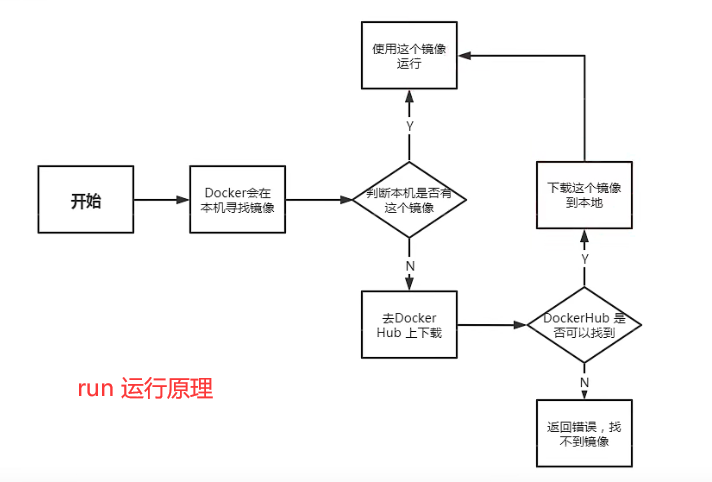 使用这个镜像
运行
Y
开始
Docker会在
本机寻找镜像
判断本机是否有
这个镜像
下载这个镜像
到本地
N
Y
去Docker
Hub 上下载
DockerHub 是
否可以找到
run 运行原理
N
返回错误，找
不到镜像